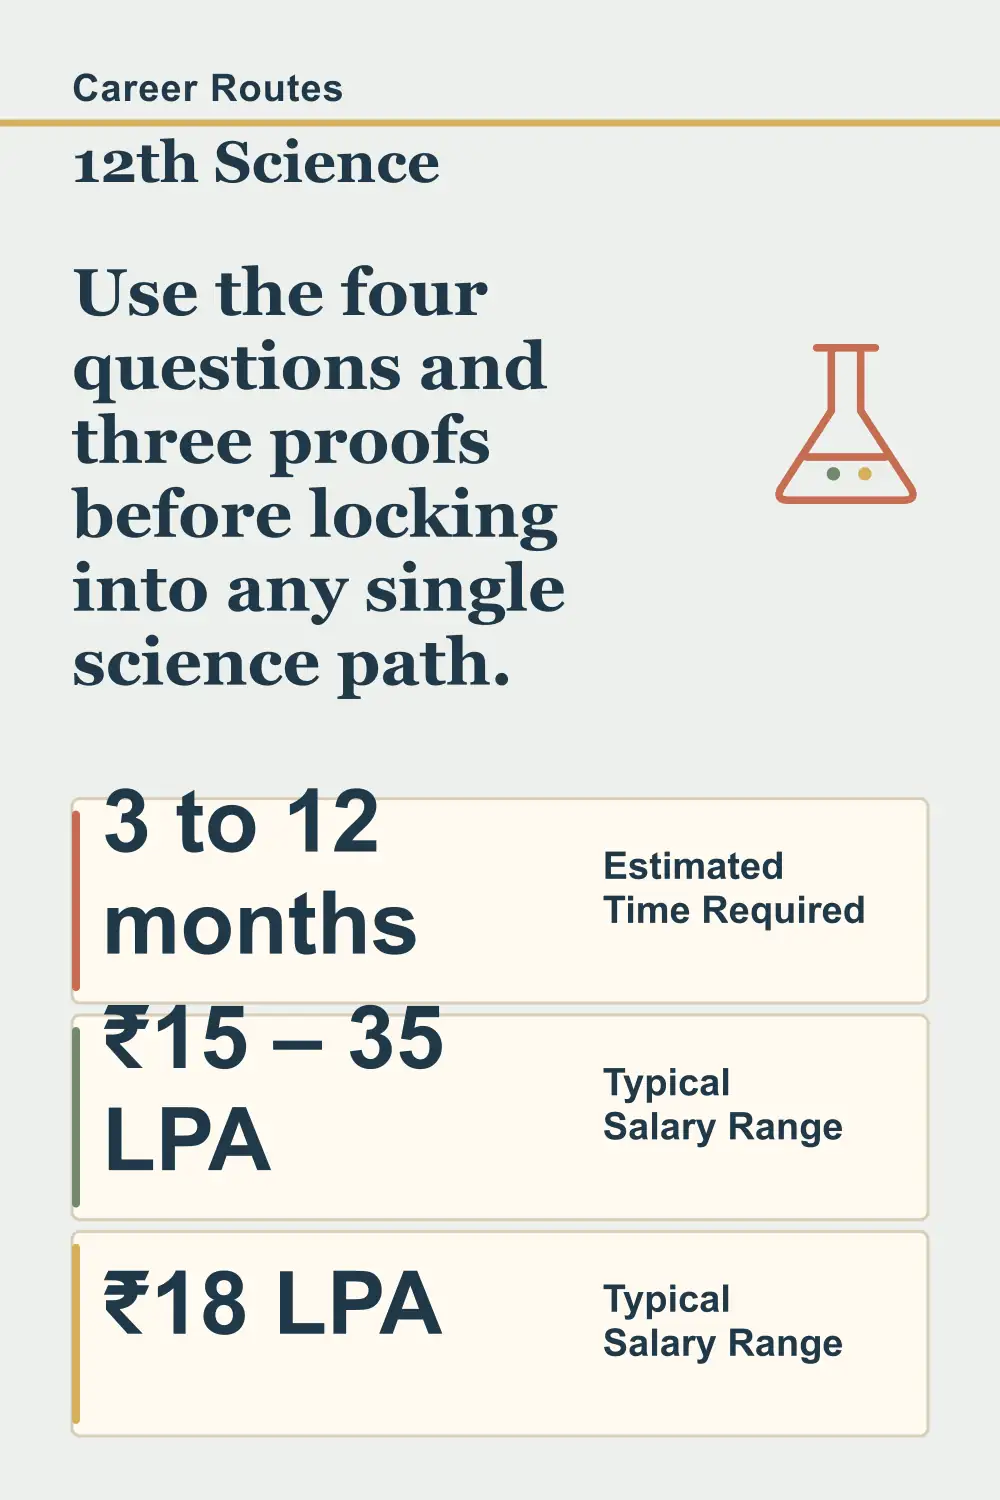 Career Routes
12th Science
Use the four
questions and
three proofs
before locking
into any single
science path.
3 to 12
months
Estimated
Time Required
₹15 – 35
LPA
Typical
Salary Range
₹18 LPA
Typical
Salary Range